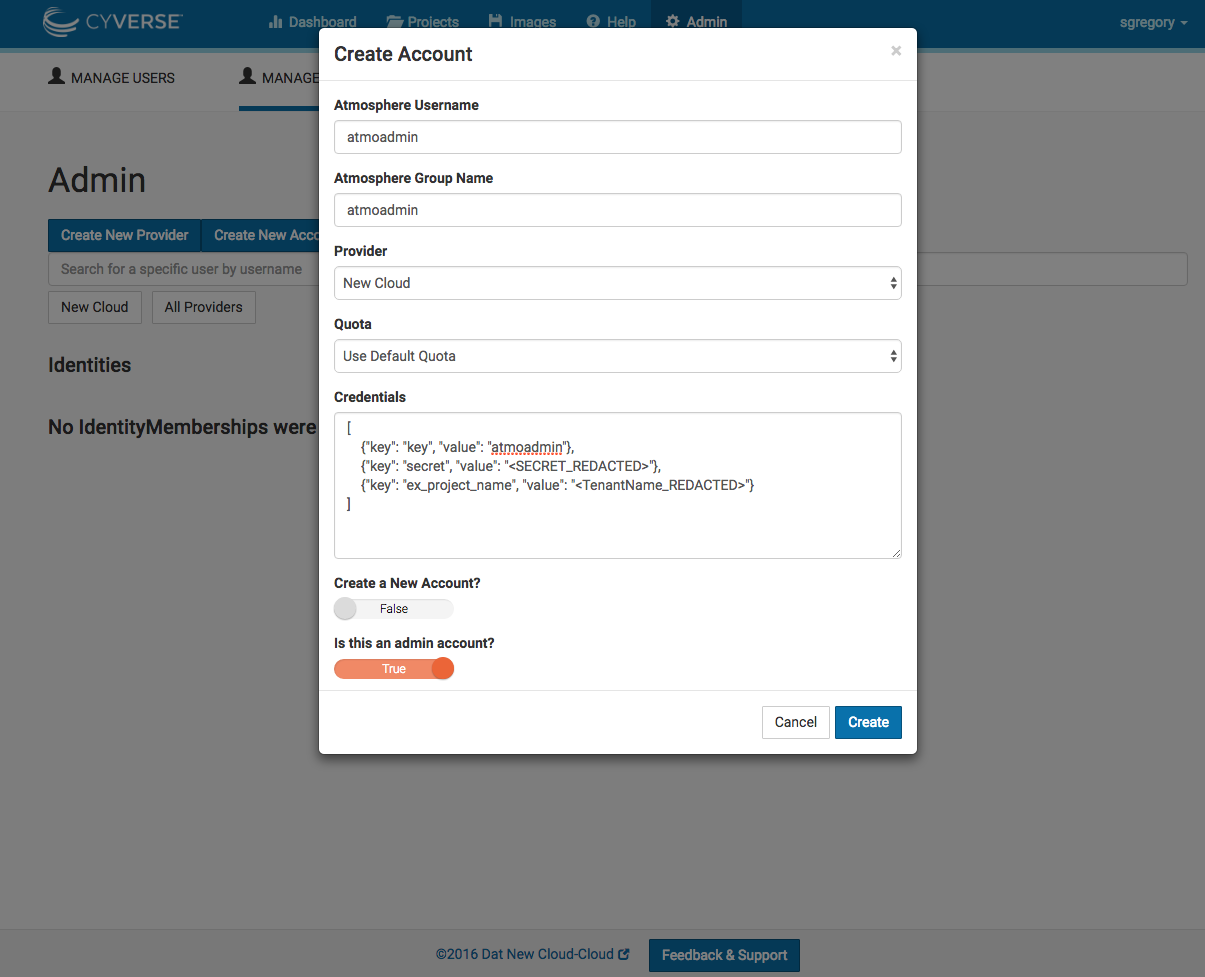 CYVERSE
Dashboard
Projects
Images
Help
Admin
sgregory
MANAGE USERS
MANAGE
Admin
Create New Provider
Create New Acco
Search for a specific user by username
New Cloud
All Providers
Identities
No IdentityMemberships were
Create Account
×
Atmosphere Username
atmoadmin
Atmosphere Group Name
atmoadmin
Provider
New Cloud
Quota
Use Default Quota
Credentials
[
{"key": "key", "value": "atmoadmin"},
{"key": "secret", "value": "<SECRET_REDACTED>"},
{"key": "ex_project_name", "value": "<TenantName_REDACTED>"}
]
Create a New Account?
False
Is this an admin account?
True
Cancel
Create
©2016 Dat New Cloud-Cloud
Feedback & Support